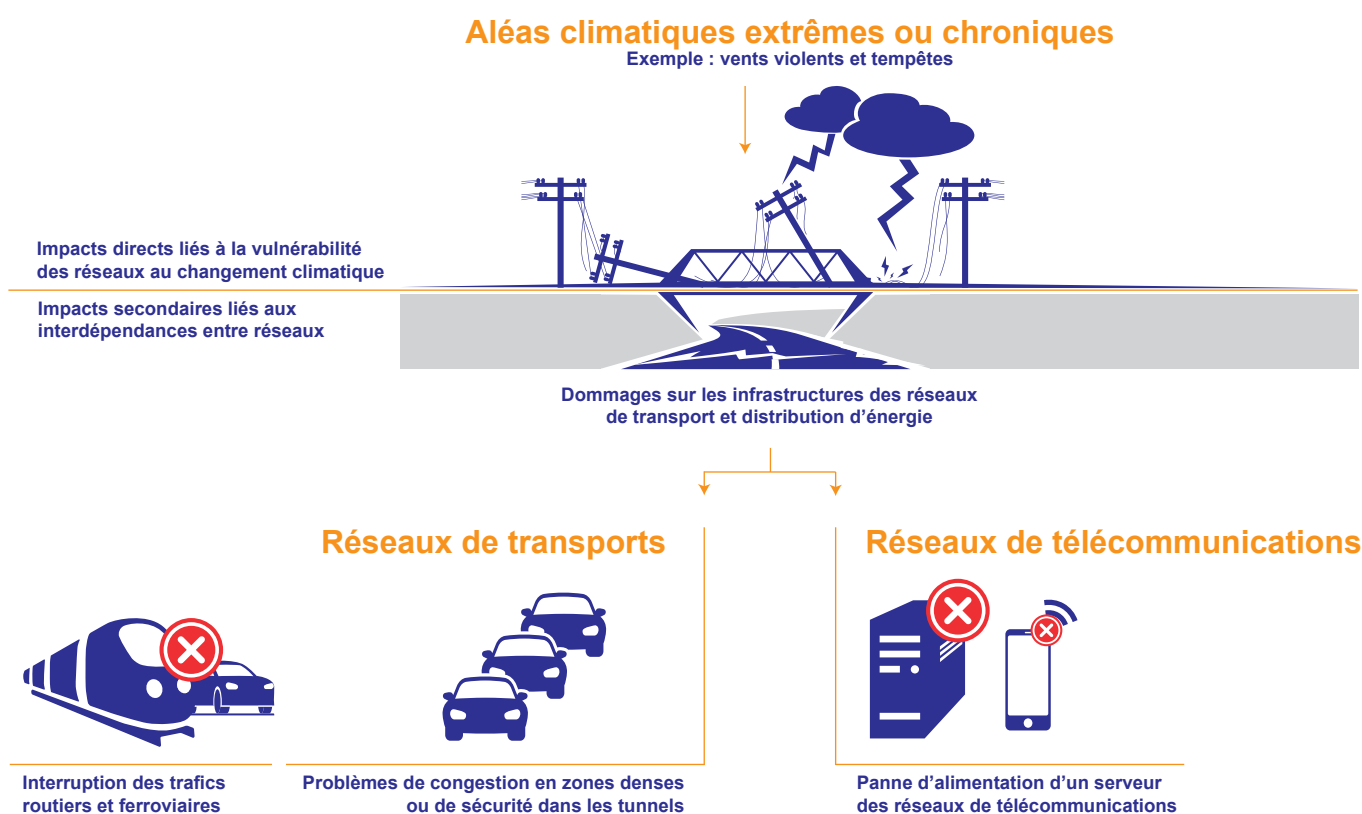 Aléas climatiques extrêmes ou chroniques
Exemple : vents violents et tempêtes
Impacts directs liés à la vulnérabilité
des réseaux au changement climatique
Impacts secondaires liés aux
interdépendances entre réseaux
Dommages sur les infrastructures des réseaux
de transport et distribution d’énergie
Réseaux de transports
Réseaux de télécommunications
Interruption des trafics
routiers et ferroviaires
Problèmes de congestion en zones denses
ou de sécurité dans les tunnels
Panne d’alimentation d’un serveur
des réseaux de télécommunications